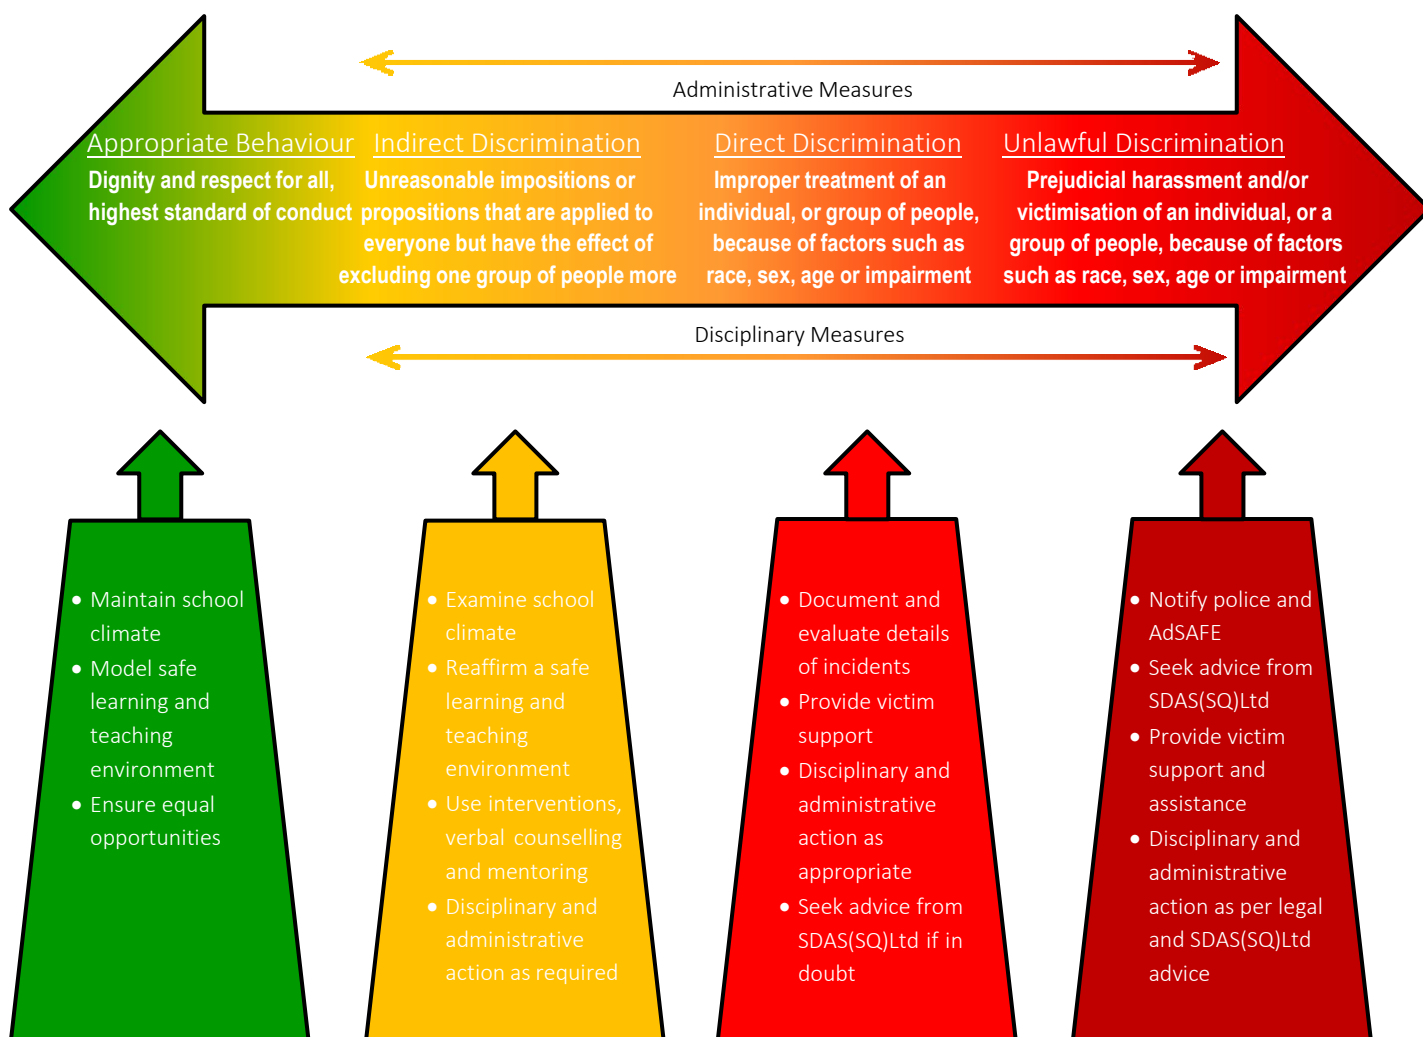 Administrative Measures
Appropriate Behaviour
Dignity and respect for all,
highest standard of conduct
Indirect Discrimination
Unreasonable impositions or
propositions that are applied to
everyone but have the effect of
excluding one group of people more
Direct Discrimination
Improper treatment of an
individual, or group of people,
because of factors such as
race, sex, age or impairment
Unlawful Discrimination
Prejudicial harassment and/or
victimisation of an individual, or a
group of people, because of factors
such as race, sex, age or impairment
Disciplinary Measures
• Maintain school
climate
• Model safe
learning and
teaching
environment
• Ensure equal
opportunities
• Examine school
climate
• Reaffirm a safe
learning and
teaching
environment
• Use interventions,
verbal counselling
and mentoring
• Disciplinary and
administrative
action as required
• Document and
evaluate details
of incidents
• Provide victim
support
• Disciplinary and
administrative
action as
appropriate
• Seek advice from
SDAS(SQ)Ltd if in
doubt
• Notify police and
AdSAFE
• Seek advice from
SDAS(SQ)Ltd
• Provide victim
support and
assistance
• Disciplinary and
administrative
action as per legal
and SDAS(SQ)Ltd
advice